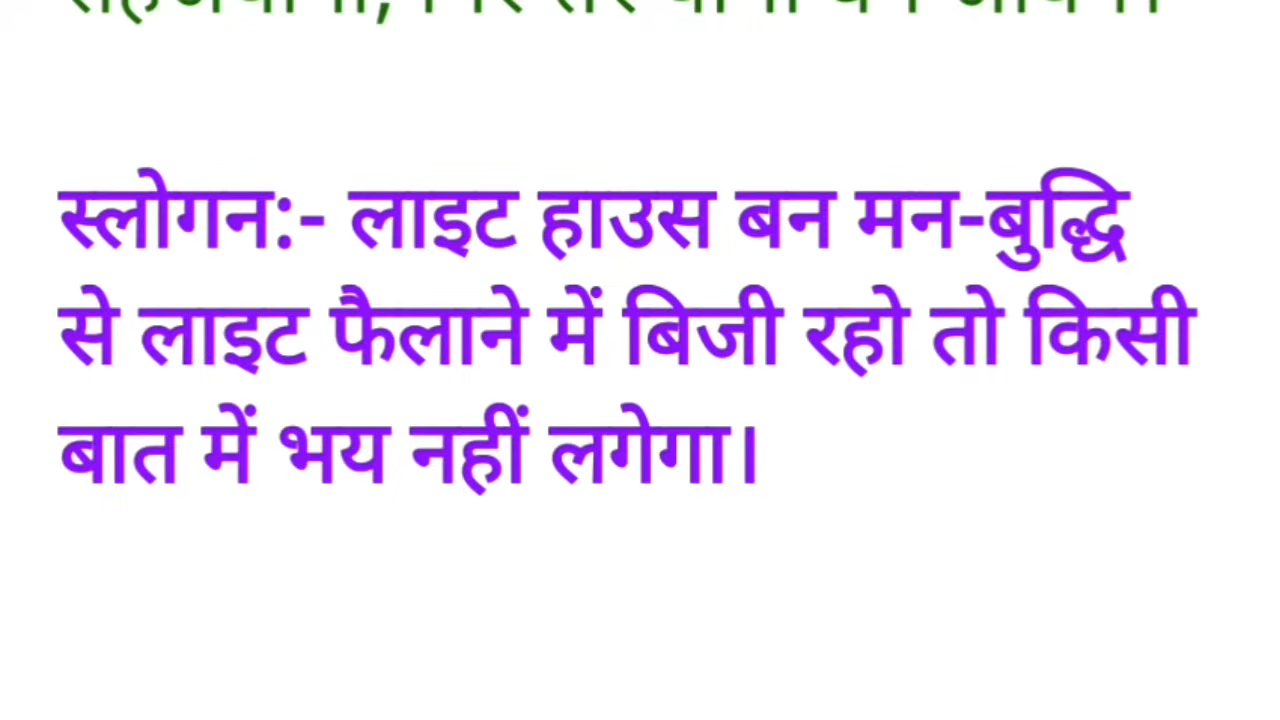 स्लोगन:- लाइट हाउस बन मन-बुद्धि
से लाइट फैलाने में बिजी रहो तो किसी
बात में भय नहीं लगेगा।